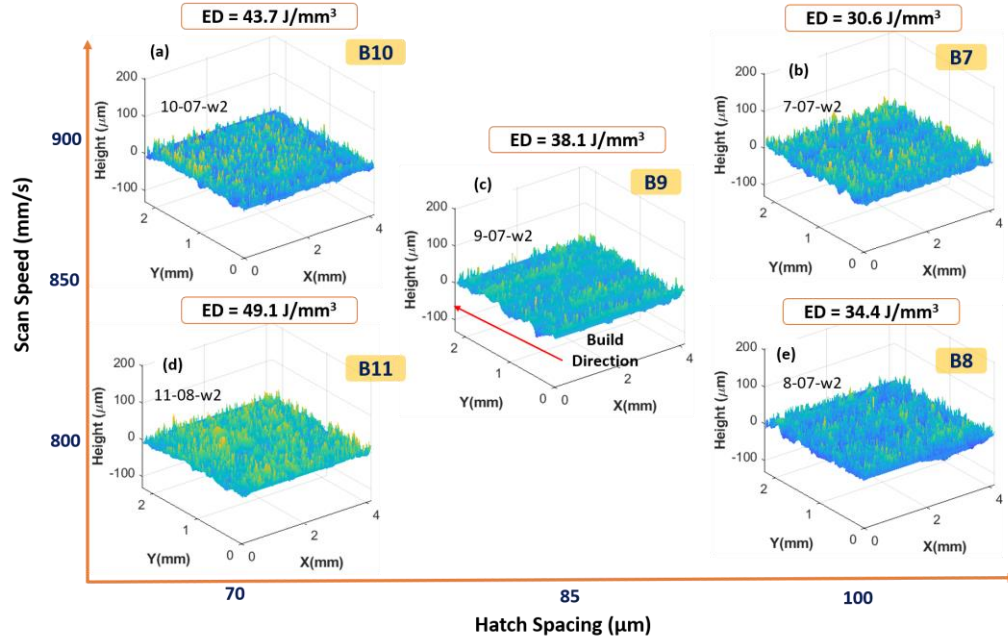 ED = 43.7 J/mm³
ED = 30.6 J/mm³
(a)
B10
200
100
0
-100
Height (μm)
10-07-w2
2
1
0
Y(mm)
0
2
4
X(mm)
(b)
B7
200
100
0
-100
Height (μm)
7-07-w2
2
1
0
Y(mm)
0
2
4
X(mm)
ED = 38.1 J/mm³
(c)
B9
200
100
0
-100
Height (μm)
9-07-w2
Build
Direction
2
1
0
Y(mm)
0
2
4
X(mm)
ED = 49.1 J/mm³
(d)
B11
200
100
0
-100
Height (μm)
11-08-w2
2
1
0
Y(mm)
0
2
4
X(mm)
ED = 34.4 J/mm³
(e)
B8
200
100
0
-100
Height (μm)
8-07-w2
2
1
0
Y(mm)
0
2
4
X(mm)
Scan Speed (mm/s)
900
850
800
70
85
100
Hatch Spacing (μm)